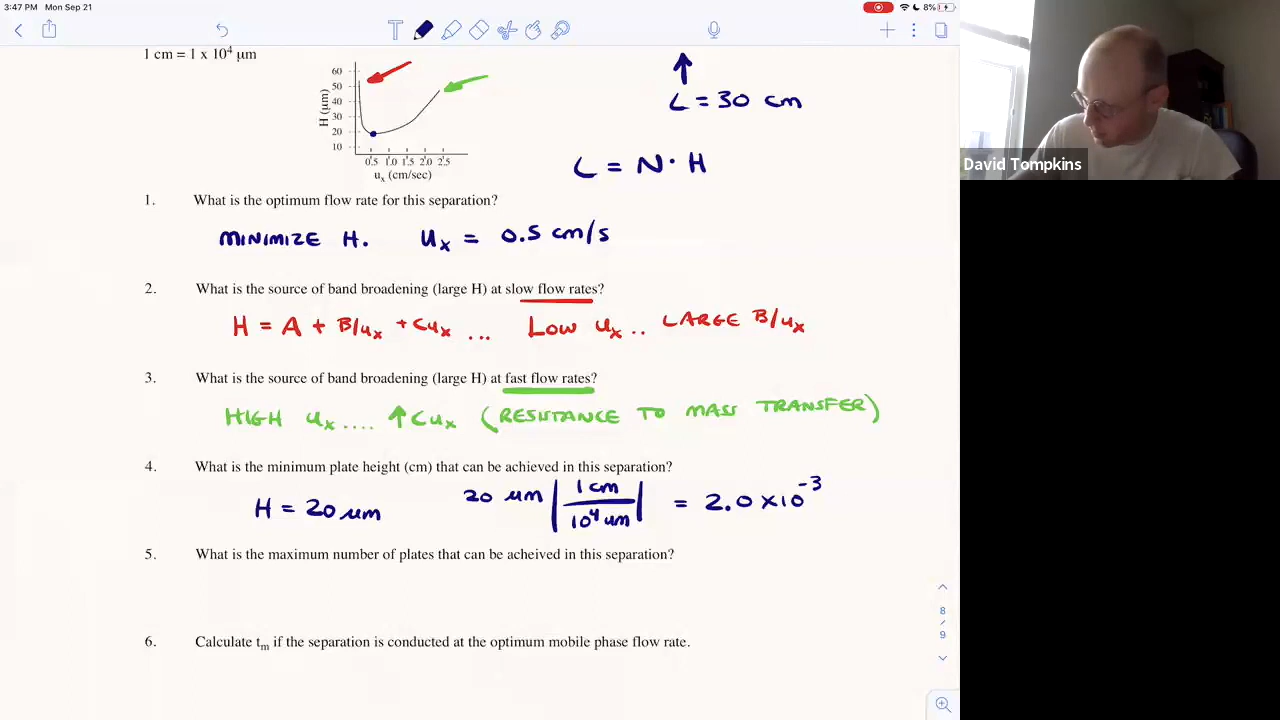 3:47 PM Mon Sep 21
8%
1 cm = 1 x 10⁴ µm
60
50
40
30
20
10
H (µm)
0.5 1.0 1.5 2.0 2.5
uₓ (cm/sec)
L = 30 cm
L = N · H
1. What is the optimum flow rate for this separation?
MINIMIZE H. uₓ = 0.5 cm/s
2. What is the source of band broadening (large H) at slow flow rates?
H = A + B/uₓ + Cuₓ ... LOW uₓ .. LARGE B/uₓ
3. What is the source of band broadening (large H) at fast flow rates?
HIGH uₓ .... ↑ Cuₓ (RESISTANCE TO MASS TRANSFER)
4. What is the minimum plate height (cm) that can be achieved in this separation?
H = 20 µm 20 µm | 1 cm / 10⁴ µm | = 2.0 x 10⁻³
5. What is the maximum number of plates that can be acheived in this separation?
6. Calculate tₘ if the separation is conducted at the optimum mobile phase flow rate.
8
/
9
David Tompkins